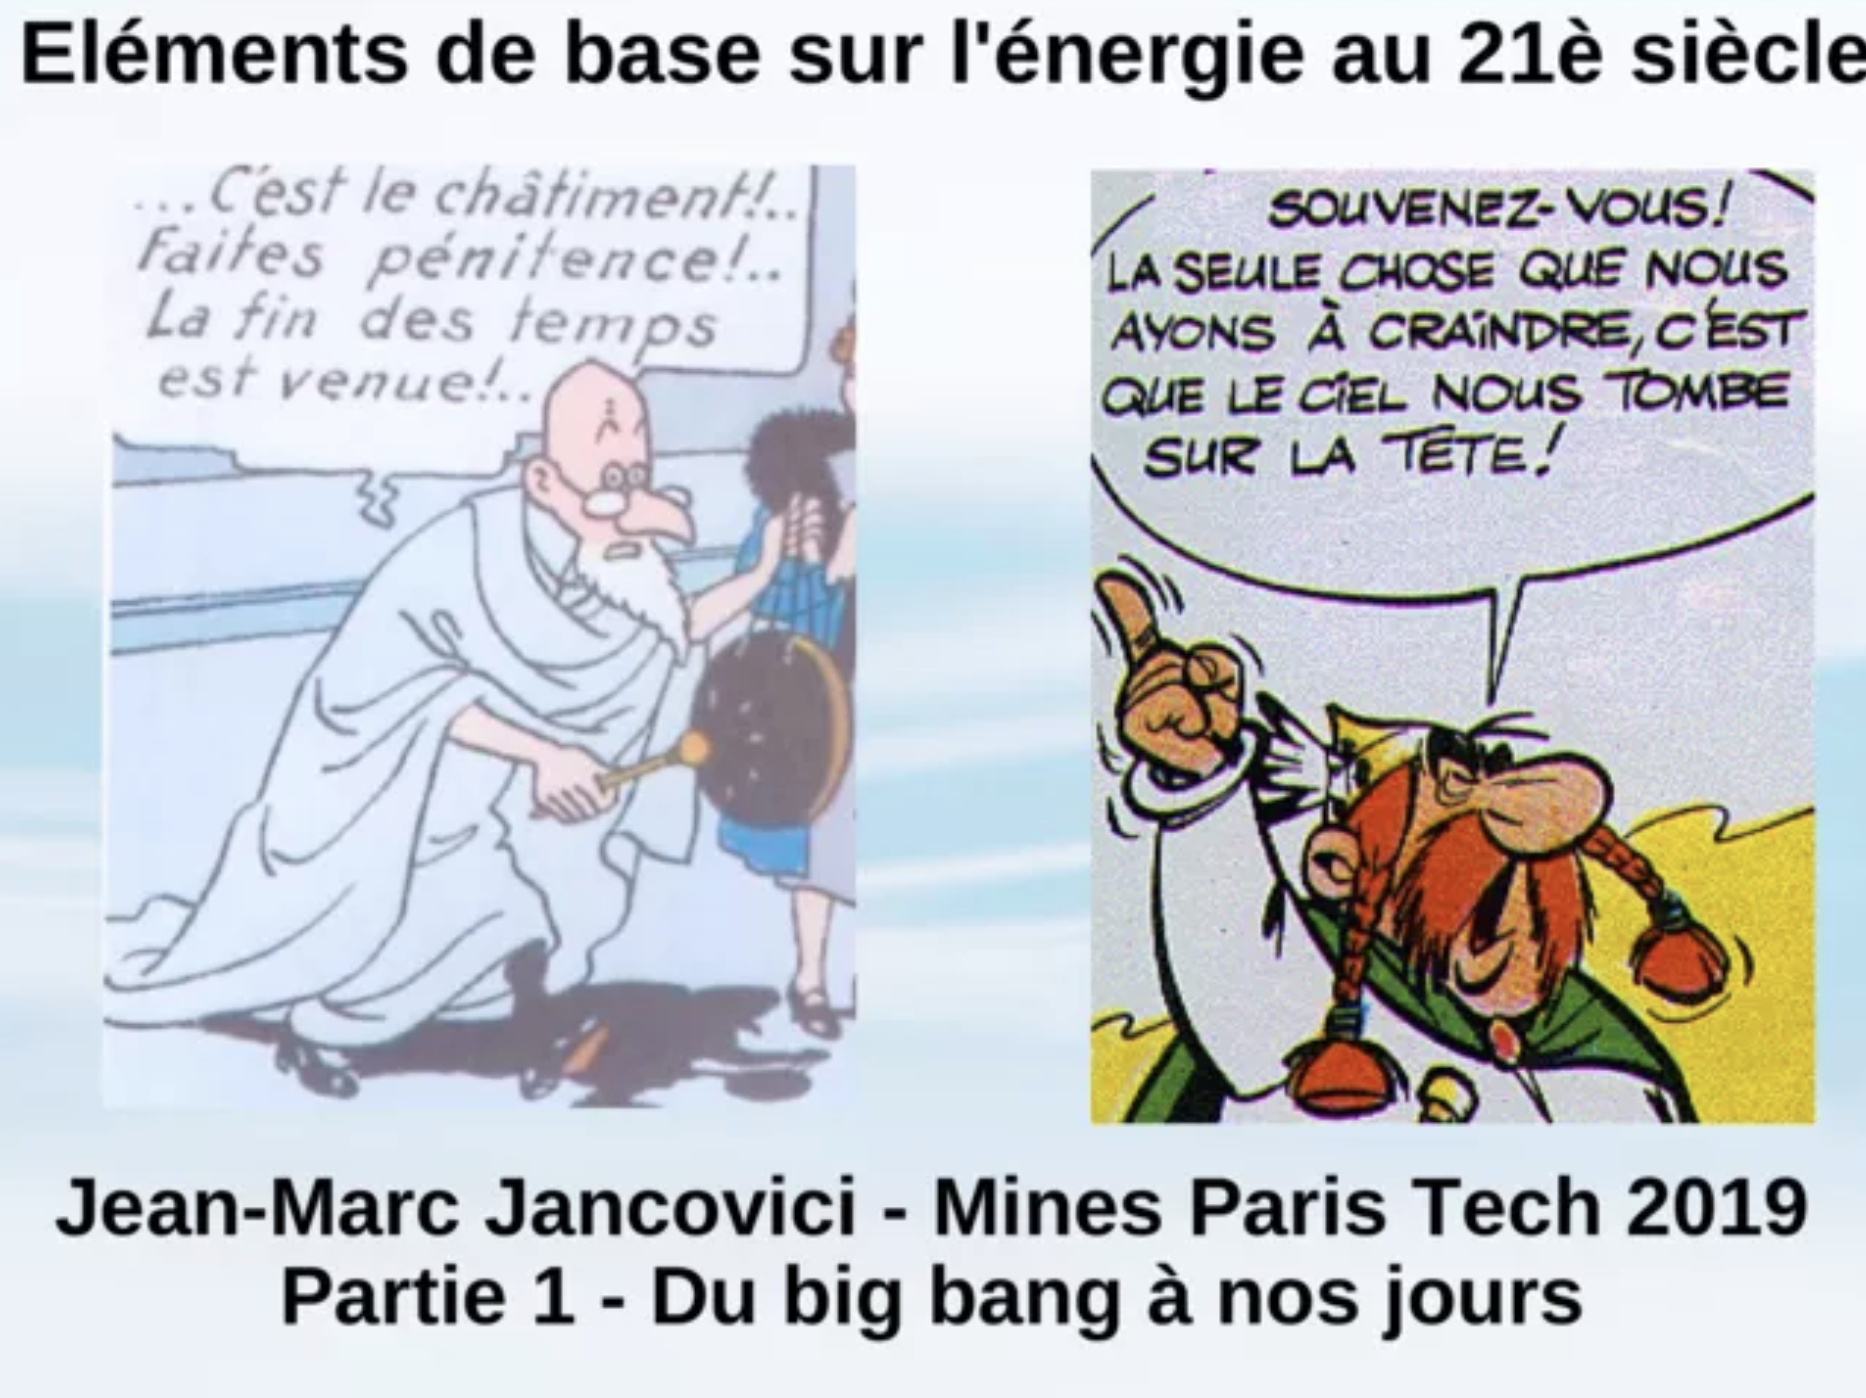 Eléments de base sur l'énergie au 21è siècle
...C'est le châtiment!..
Faites pénitence!..
La fin des temps
est venue!..
SOUVENEZ-VOUS!
LA SEULE CHOSE QUE NOUS
AYONS À CRAINDRE, C'EST
QUE LE CIEL NOUS TOMBE
SUR LA TÊTE!
Jean-Marc Jancovici - Mines Paris Tech 2019
Partie 1 - Du big bang à nos jours